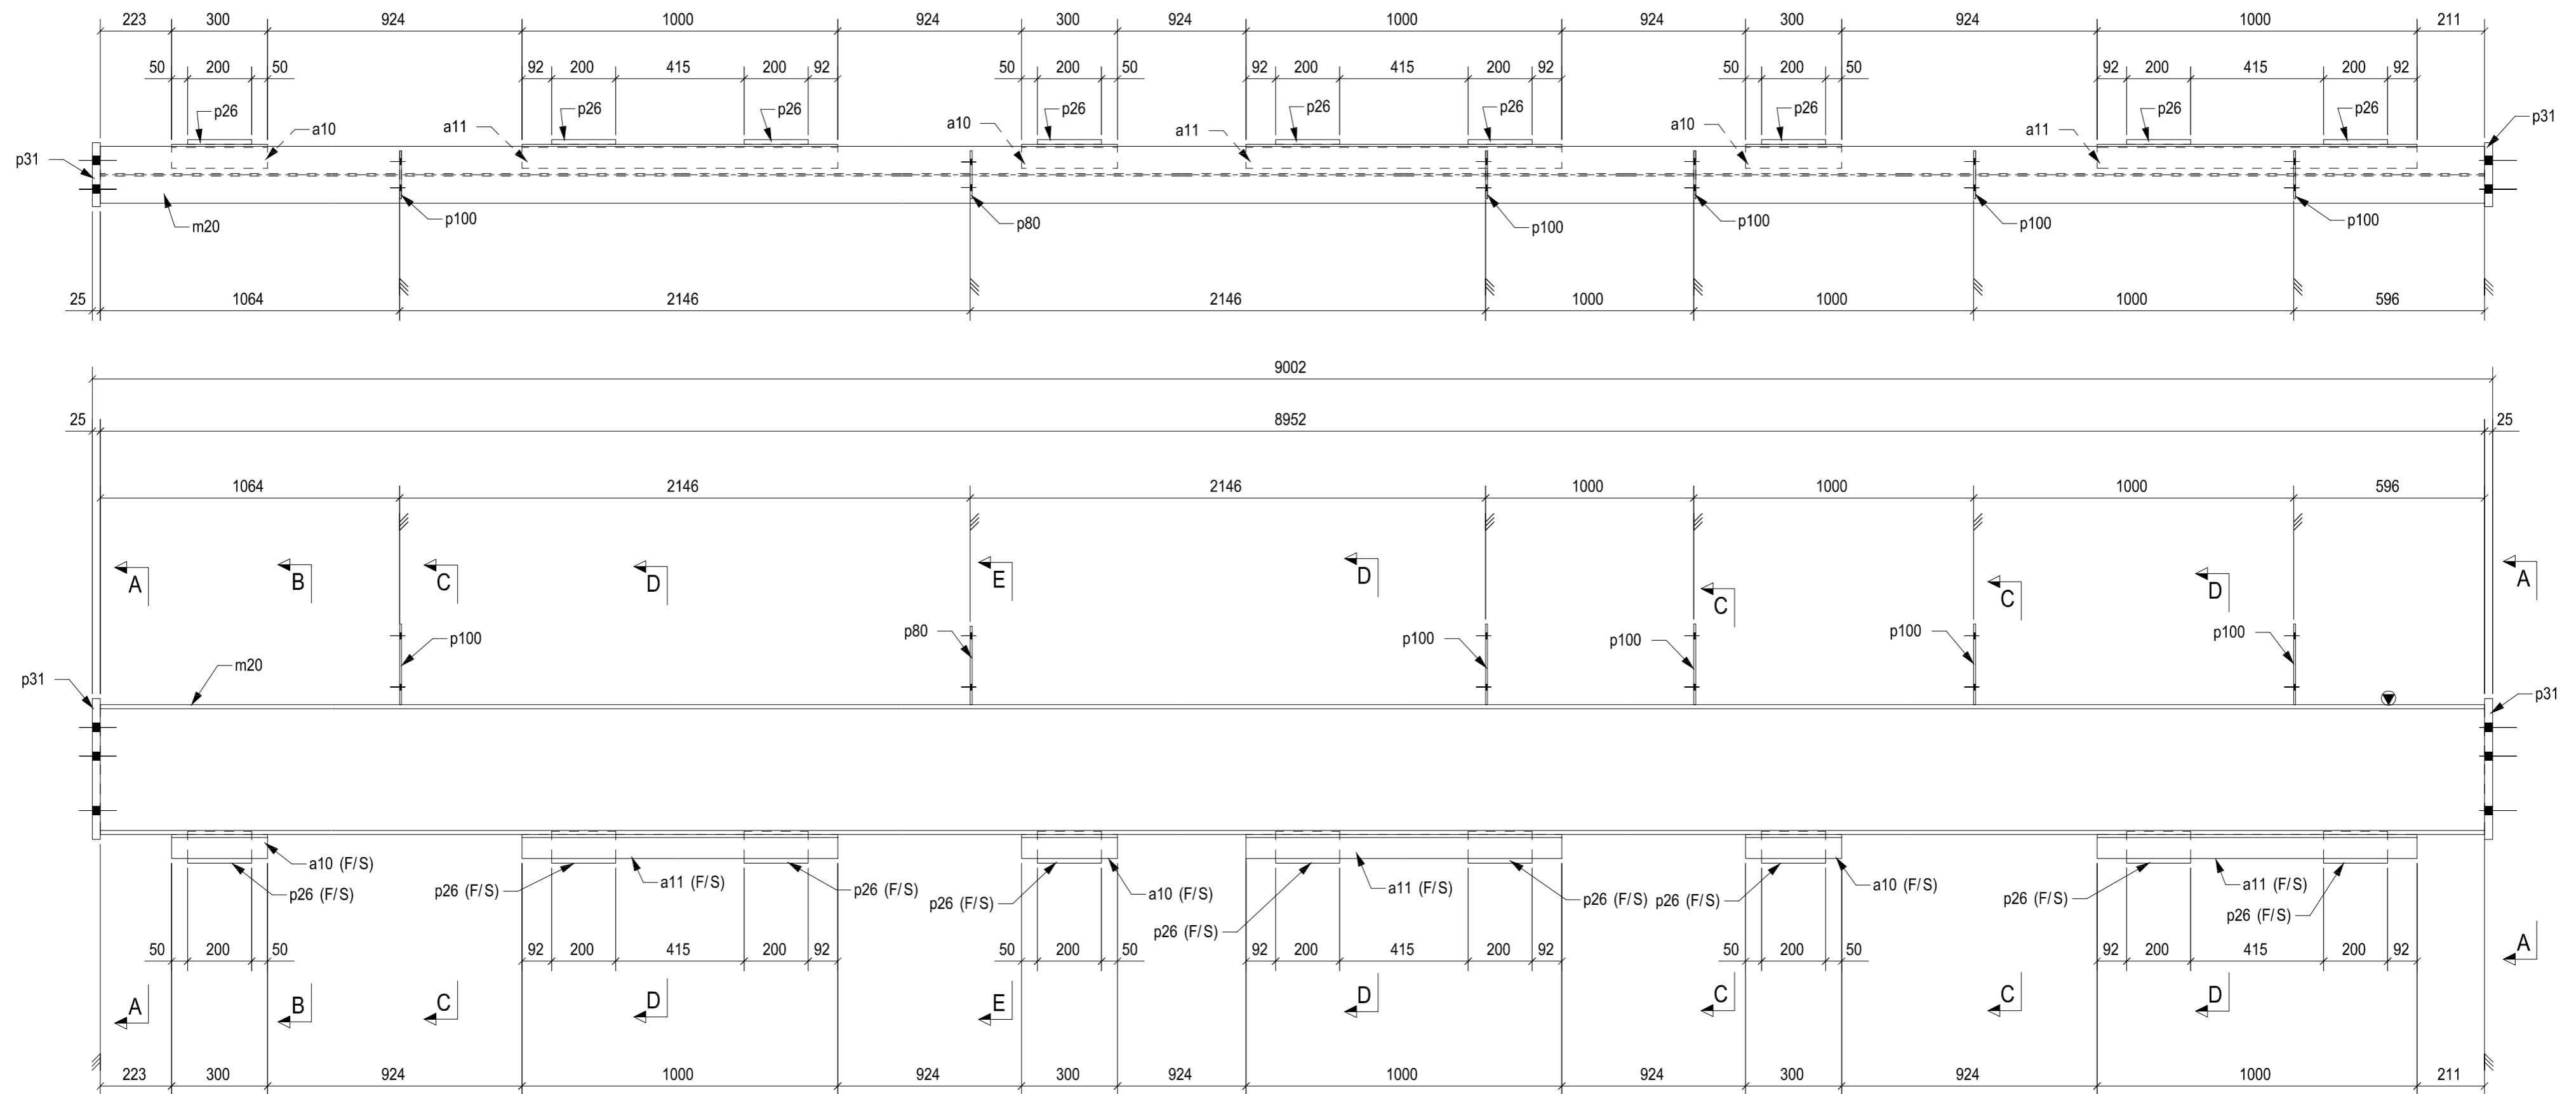 223 300 924 1000 924 300 924 1000 924 300 924 1000 211
50 200 50 92 200 415 200 92 50 200 50 92 200 415 200 92 50 200 50 92 200 415 200 92
p26 p26 p26 p26 p26 p26 p26 p26 p26
p31 a10 a11 a10 a11 a10 a11 p31
m20 p100 p80 p100 p100 p100 p100
25 1064 2146 2146 1000 1000 1000 596
9002
25 8952 25
1064 2146 2146 1000 1000 1000 596
A B C D E D C C D A
p100 p80 p100 p100 p100 p100
p31 m20 p31
a10 (F/S) a11 (F/S) a10 (F/S) a11 (F/S) a10 (F/S) a11 (F/S)
p26 (F/S) p26 (F/S) p26 (F/S) p26 (F/S) p26 (F/S) p26 (F/S) p26 (F/S) p26 (F/S) p26 (F/S)
50 200 50 92 200 415 200 92 50 200 50 92 200 415 200 92 50 200 50 92 200 415 200 92 A
A B C D E D C C D
223 300 924 1000 924 300 924 1000 924 300 924 1000 211